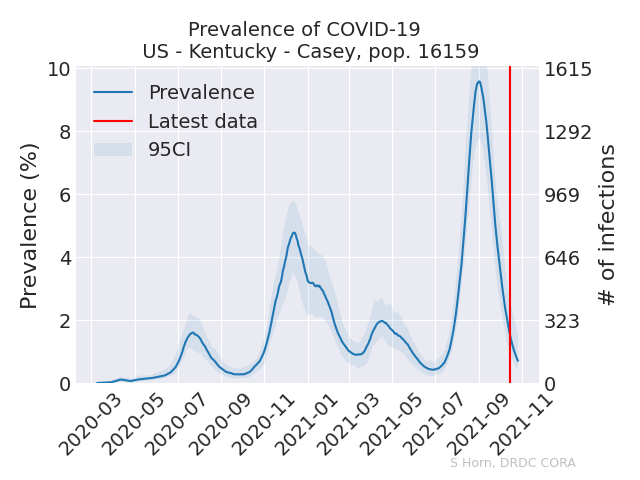 Prevalence of COVID-19
US - Kentucky - Casey, pop. 16159
Prevalence
Latest data
95CI
Prevalence (%)
10
8
6
4
2
0
1615
1292
969
646
323
0
# of infections
2020-03
2020-05
2020-07
2020-09
2020-11
2021-01
2021-03
2021-05
2021-07
2021-09
2021-11
S Horn, DRDC CORA